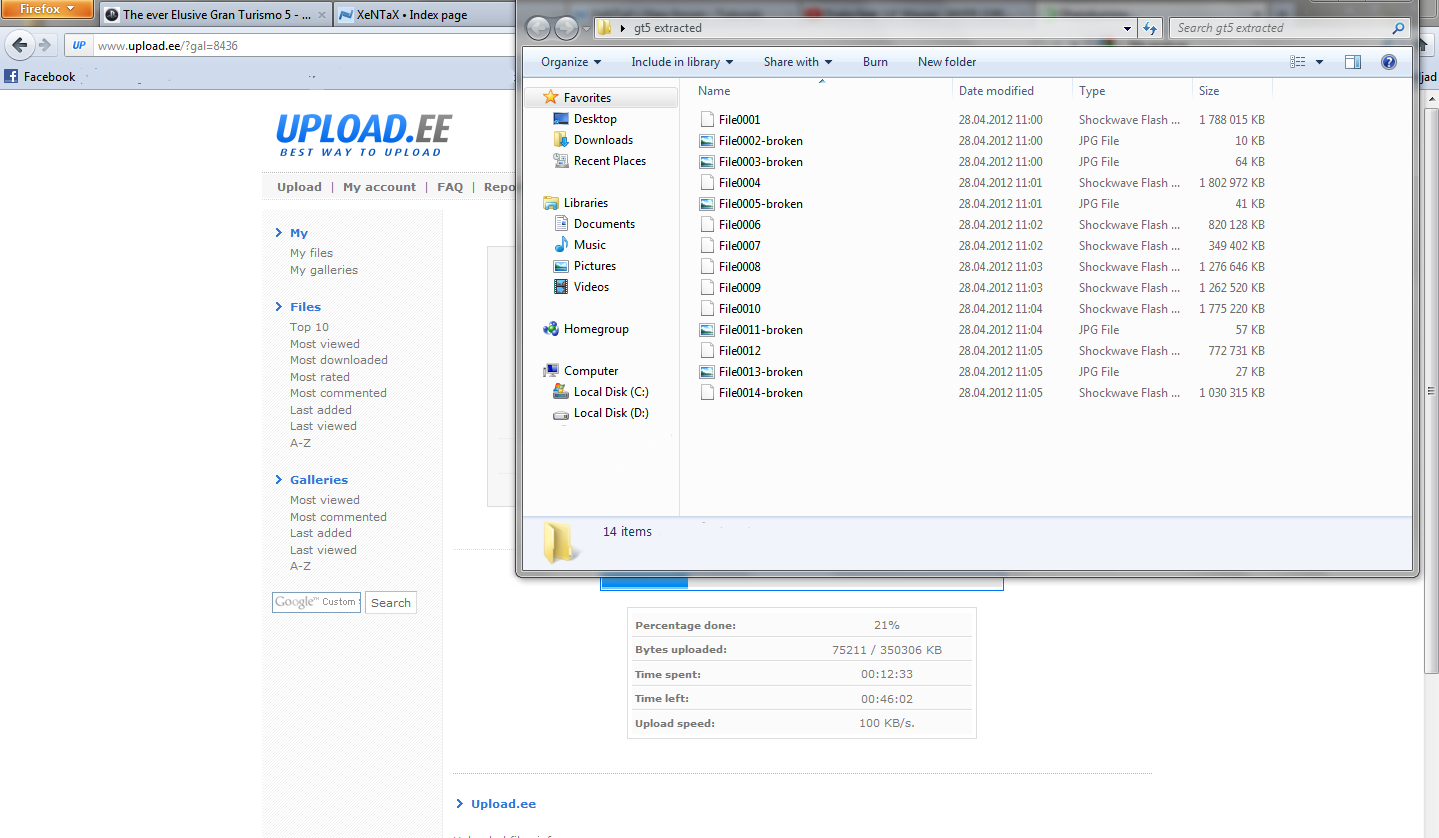 Firefox
The ever Elusive Gran Turismo 5 - ...
XeNTaX • Index page
www.upload.ee/?gal=8436
Facebook
UPLOAD.EE
BEST WAY TO UPLOAD
Upload | My account | FAQ | Repo
My
My files
My galleries
Files
Top 10
Most viewed
Most downloaded
Most rated
Most commented
Last added
Last viewed
A-Z
Galleries
Most viewed
Most commented
Last added
Last viewed
A-Z
Google™ Custom
Search
gt5 extracted
Search gt5 extracted
Organize Include in library Share with Burn New folder
Favorites
Desktop
Downloads
Recent Places
Libraries
Documents
Music
Pictures
Videos
Homegroup
Computer
Local Disk (C:)
Local Disk (D:)
Name Date modified Type Size
File0001 28.04.2012 11:00 Shockwave Flash ... 1 788 015 KB
File0002-broken 28.04.2012 11:00 JPG File 10 KB
File0003-broken 28.04.2012 11:00 JPG File 64 KB
File0004 28.04.2012 11:01 Shockwave Flash ... 1 802 972 KB
File0005-broken 28.04.2012 11:01 JPG File 41 KB
File0006 28.04.2012 11:02 Shockwave Flash ... 820 128 KB
File0007 28.04.2012 11:02 Shockwave Flash ... 349 402 KB
File0008 28.04.2012 11:03 Shockwave Flash ... 1 276 646 KB
File0009 28.04.2012 11:03 Shockwave Flash ... 1 262 520 KB
File0010 28.04.2012 11:04 Shockwave Flash ... 1 775 220 KB
File0011-broken 28.04.2012 11:04 JPG File 57 KB
File0012 28.04.2012 11:05 Shockwave Flash ... 772 731 KB
File0013-broken 28.04.2012 11:05 JPG File 27 KB
File0014-broken 28.04.2012 11:05 Shockwave Flash ... 1 030 315 KB
14 items
jad
Percentage done: 21%
Bytes uploaded: 75211 / 350306 KB
Time spent: 00:12:33
Time left: 00:46:02
Upload speed: 100 KB/s.
Upload.ee